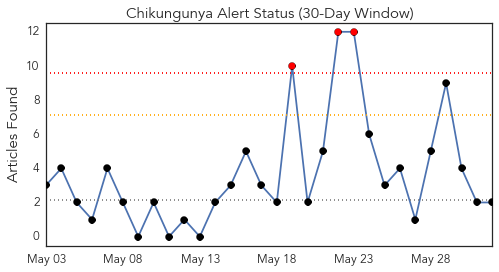 Chikungunya Alert Status (30-Day Window)
Articles Found
12
10
8
6
4
2
0
May 03
May 08
May 13
May 18
May 23
May 28